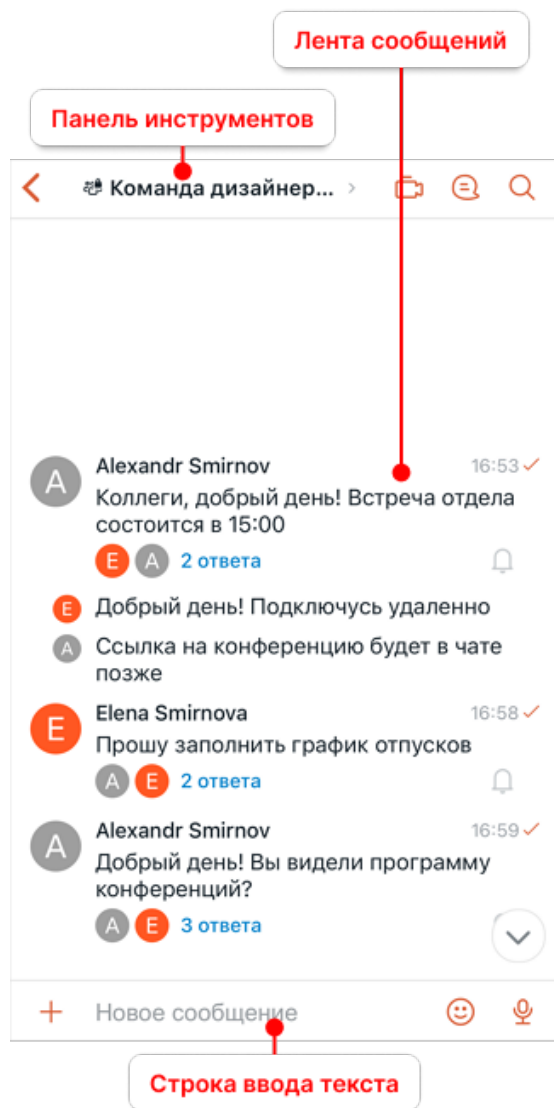 Лента сообщений
Панель инструментов
Команда дизайнер...
Alexandr Smirnov 16:53
A
Коллеги, добрый день! Встреча отдела
состоится в 15:00
E A 2 ответа
E Добрый день! Подключусь удаленно
A Ссылка на конференцию будет в чате
позже
Elena Smirnova 16:58
E
Прошу заполнить график отпусков
A E 2 ответа
Alexandr Smirnov 16:59
A
Добрый день! Вы видели программу
конференций?
A E 3 ответа
Новое сообщение
Строка ввода текста